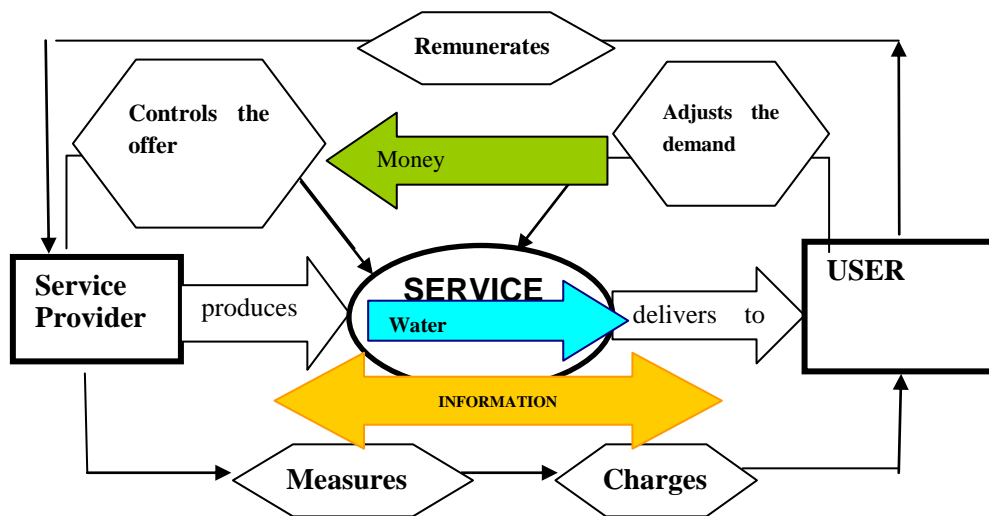 Remunerates
Controls the
offer
Adjusts the
demand
Money
Service
Provider
produces
SERVICE
Water
delivers to
USER
INFORMATION
Measures
Charges